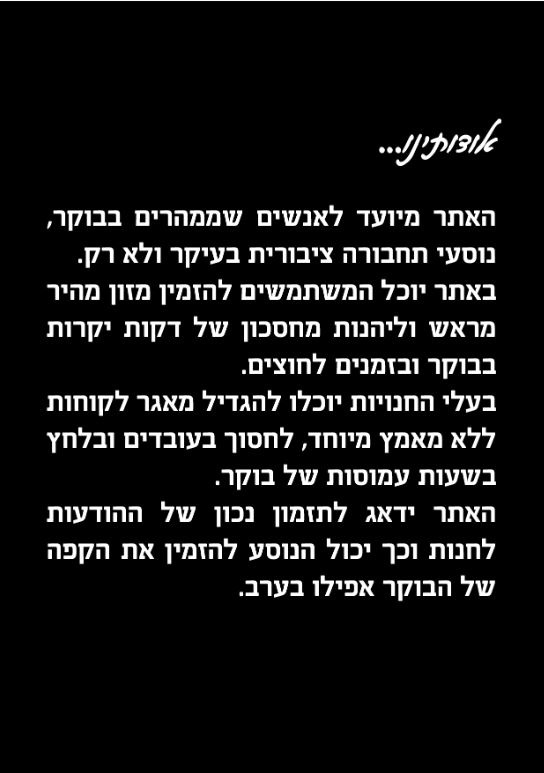 אודותינו...
האתר מיועד לאנשים שממהרים בבוקר,
נוסעי תחבורה ציבורית בעיקר ולא רק.
באתר יוכל המשתמשים להזמין מזון מהיר
מראש וליהנות מחסכון של דקות יקרות
בבוקר ובזמנים לחוצים.
בעלי החנויות יוכלו להגדיל מאגר לקוחות
ללא מאמץ מיוחד, לחסוך בעובדים ובלחץ
בשעות עמוסות של בוקר.
האתר ידאג לתזמון נכון של ההודעות
לחנות וכך יכול הנוסע להזמין את הקפה
של הבוקר אפילו בערב.